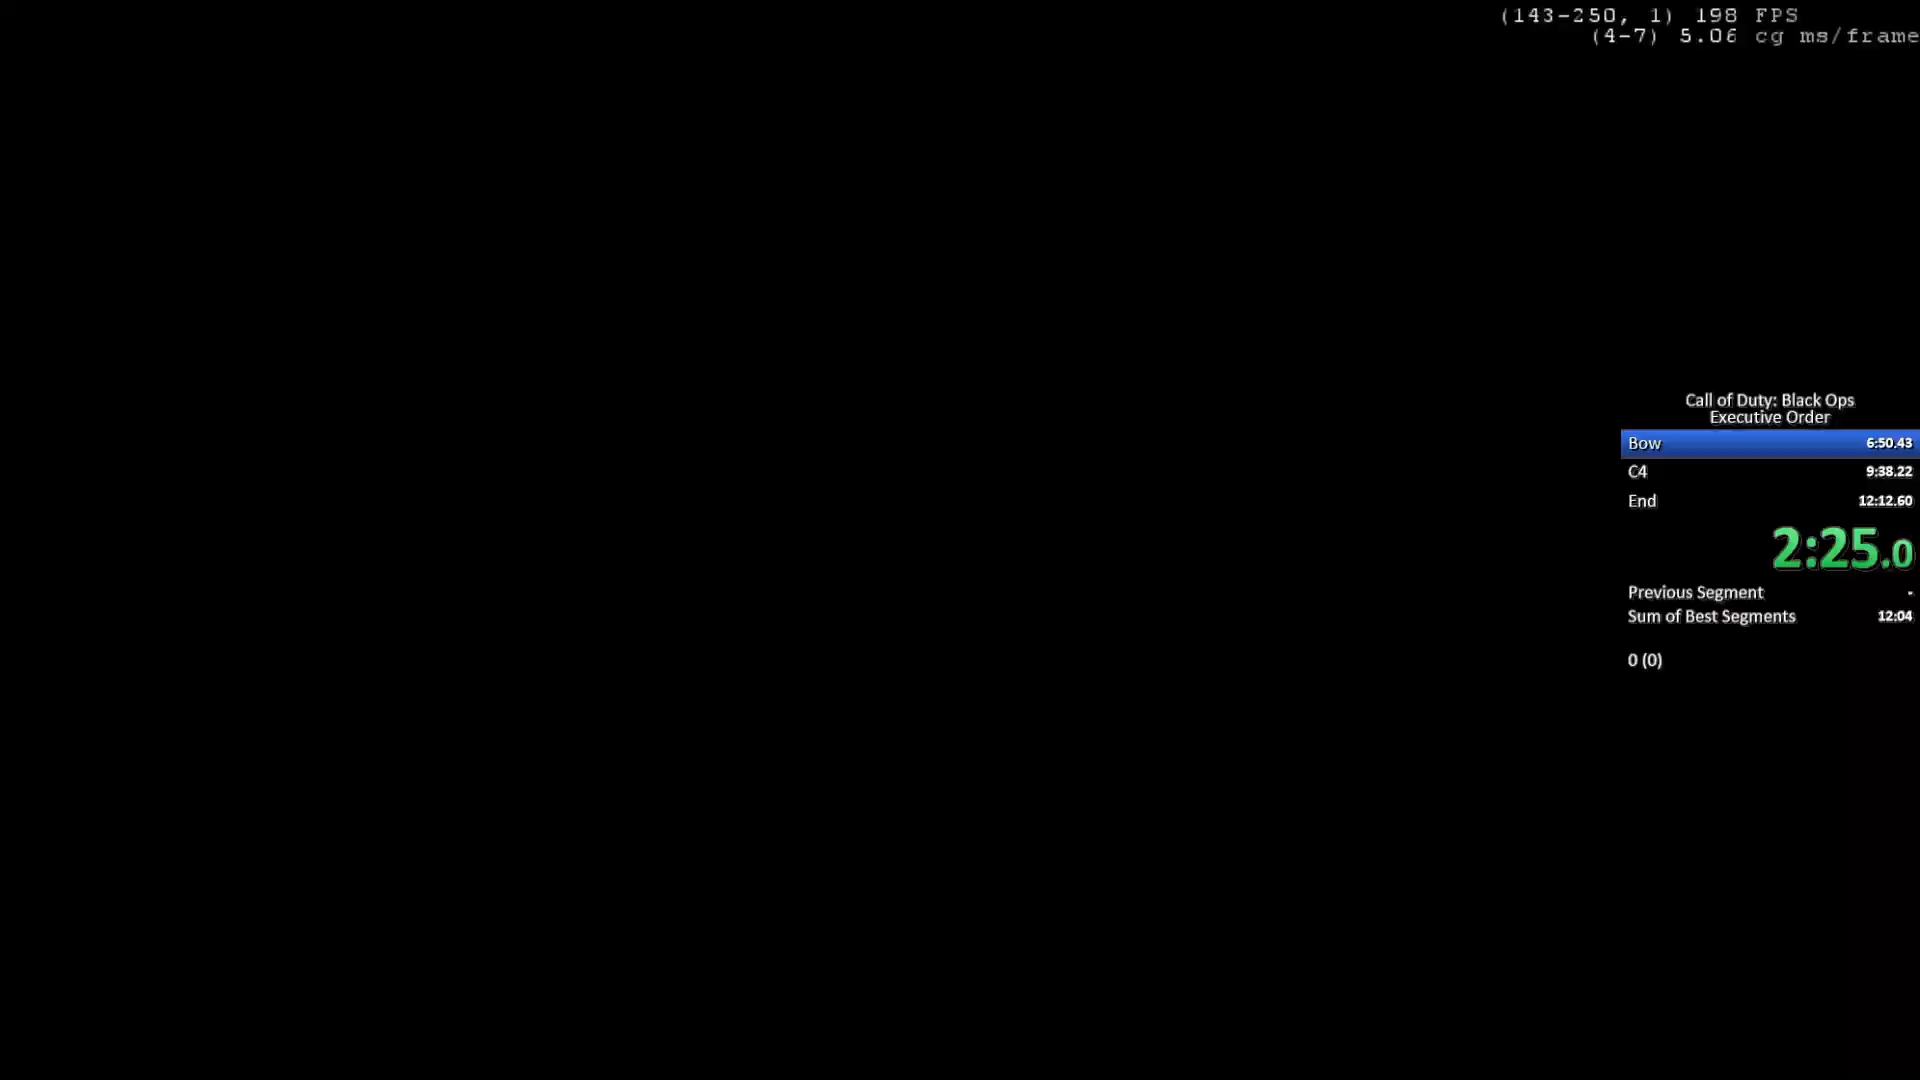 (143-250, 1) 198 FPS
(4-7) 5.06 cg ms/frame
Call of Duty: Black Ops
Executive Order
Bow 6:50.43
C4 9:38.22
End 12:12.60
2:25.0
Previous Segment -
Sum of Best Segments 12:04
0 (0)